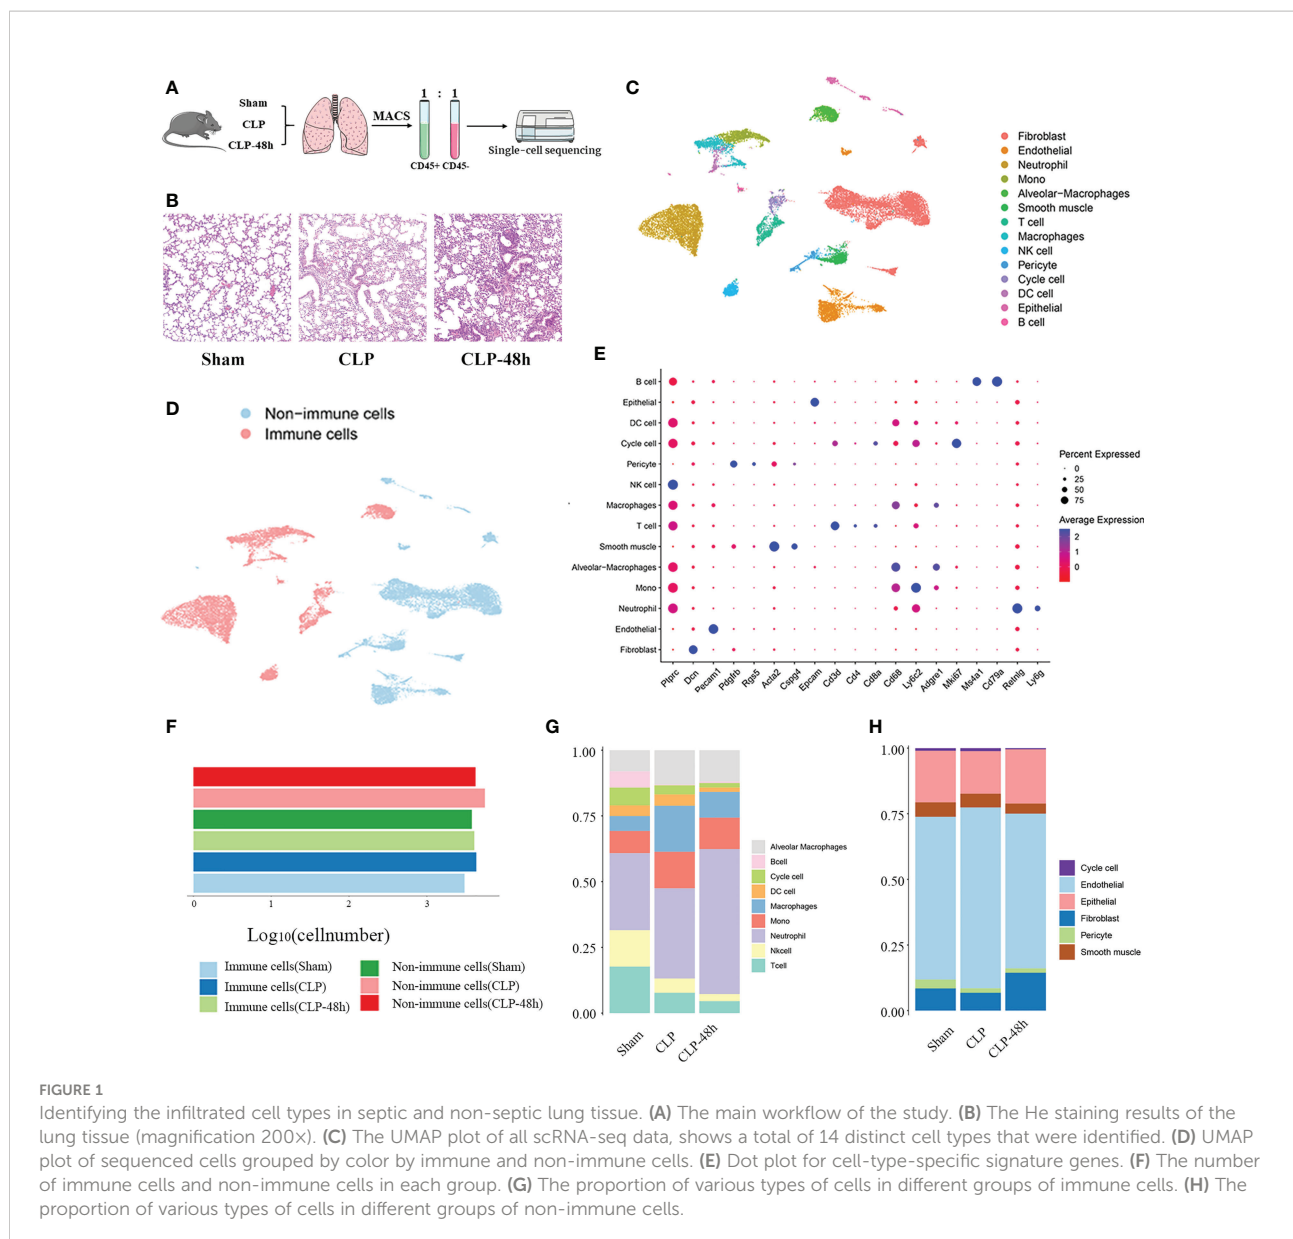 A
Sham
CLP
CLP-48h
MACS
1 : 1
CD45+ CD45-
Single-cell sequencing
B
Sham
CLP
CLP-48h
C
Fibroblast
Endothelial
Neutrophil
Mono
Alveolar-Macrophages
Smooth muscle
T cell
Macrophages
NK cell
Pericyte
Cycle cell
DC cell
Epithelial
B cell
D
Non-immune cells
Immune cells
E
B cell
Epithelial
DC cell
Cycle cell
Pericyte
NK cell
Macrophages
T cell
Smooth muscle
Alveolar-Macrophages
Mono
Neutrophil
Endothelial
Fibroblast
Ptprc
Dcn
Pecam1
Pdgfrb
Rgs5
Acta2
Cspg4
Epcam
Cd3d
Cd4
Cd8a
Cd68
Ly6c2
Adgre1
Mki67
Ms4a1
Cd79a
Retnlg
Ly6g
Percent Expressed
0
25
50
75
Average Expression
2
1
0
F
0 1 2 3
Log10(cellnumber)
Immune cells(Sham)
Immune cells(CLP)
Immune cells(CLP-48h)
Non-immune cells(Sham)
Non-immune cells(CLP)
Non-immune cells(CLP-48h)
G
1.00
0.75
0.50
0.25
0.00
Sham
CLP
CLP-48h
Alveolar Macrophages
Bcell
Cycle cell
DC cell
Macrophages
Mono
Neutrophil
Nkcell
Tcell
H
1.00
0.75
0.50
0.25
0.00
Sham
CLP
CLP-48h
Cycle cell
Endothelial
Epithelial
Fibroblast
Pericyte
Smooth muscle
FIGURE 1
Identifying the infiltrated cell types in septic and non-septic lung tissue. (A) The main workflow of the study. (B) The He staining results of the
lung tissue (magnification 200×). (C) The UMAP plot of all scRNA-seq data, shows a total of 14 distinct cell types that were identified. (D) UMAP
plot of sequenced cells grouped by color by immune and non-immune cells. (E) Dot plot for cell-type-specific signature genes. (F) The number
of immune cells and non-immune cells in each group. (G) The proportion of various types of cells in different groups of immune cells. (H) The
proportion of various types of cells in different groups of non-immune cells.